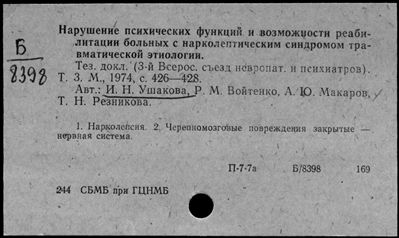 Нарушение психических функций и возможности реаби-
литации больных с нарколептическим синдромом тра-
вматической этиологии.
Б
8398
Тез. докл. (3-й Всерос. съезд невропат. и психиатров).
Т. 3. М., 1974, с. 426—428.
Авт.: И. Н. Ушакова, Р. М. Войтенко, А. Ю. Макаров,
Т. Н. Резникова.
1. Нарколепсия. 2. Черепномозговые повреждения закрытые —
нервная система.
П-7-7а Б/8398 169
244 СБМБ при ГЦНМБ